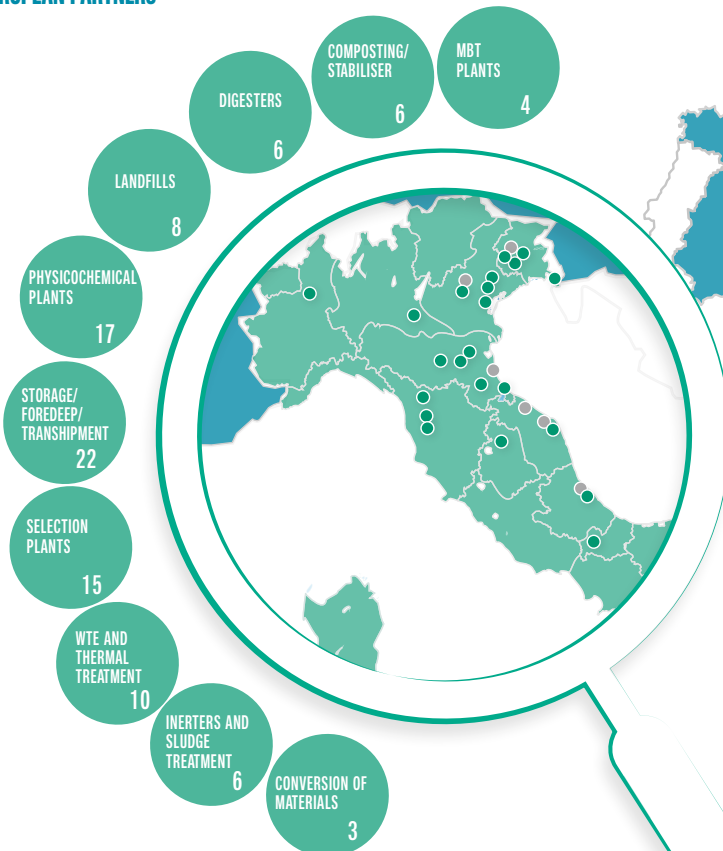 PARTNERS
MBT
PLANTS
4
COMPOSTING/
STABILISER
6
DIGESTERS
6
LANDFILLS
8
PHYSICOCHEMICAL
PLANTS
17
STORAGE/
FOREDEEP/
TRANSHIPMENT
22
SELECTION
PLANTS
15
WTE AND
THERMAL
TREATMENT
10
INERTERS AND
SLUDGE
TREATMENT
6
CONVERSION OF
MATERIALS
3